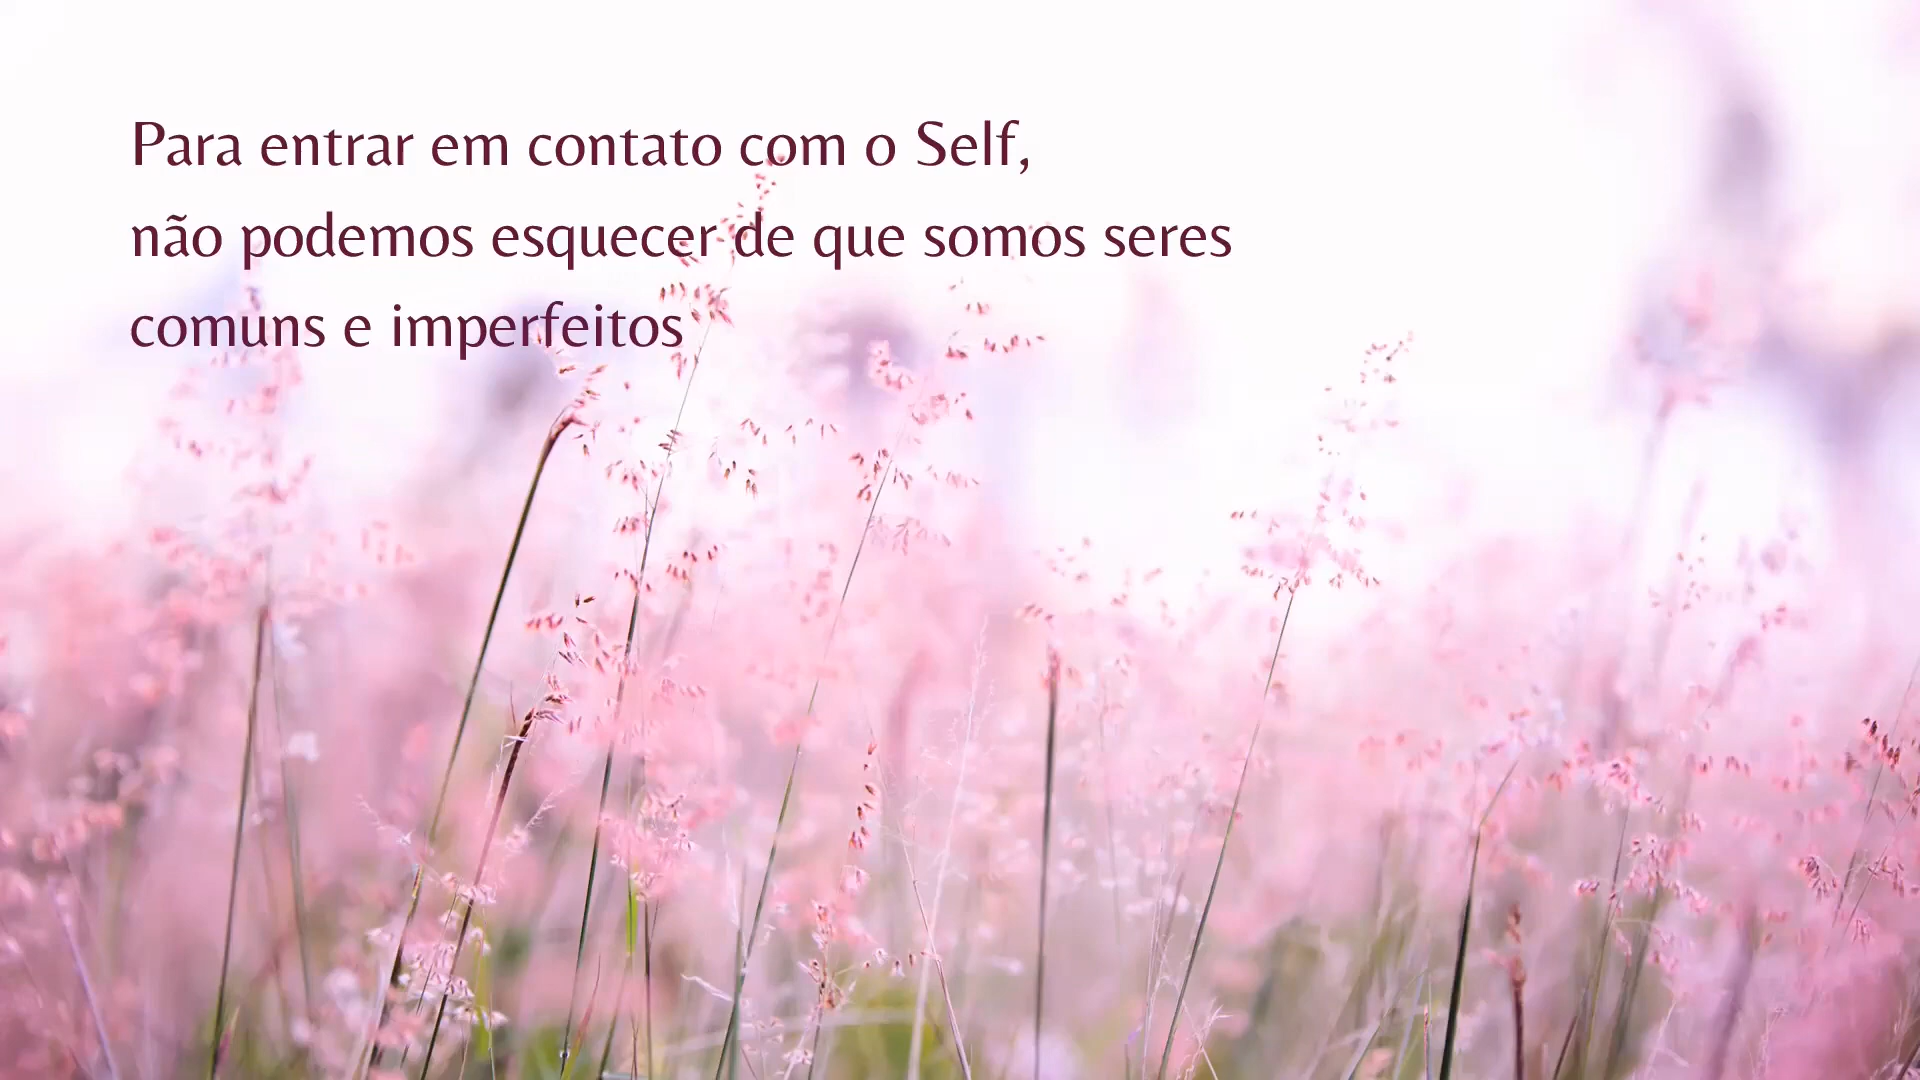 Para entrar em contato com o Self,
não podemos esquecer de que somos seres
comuns e imperfeitos